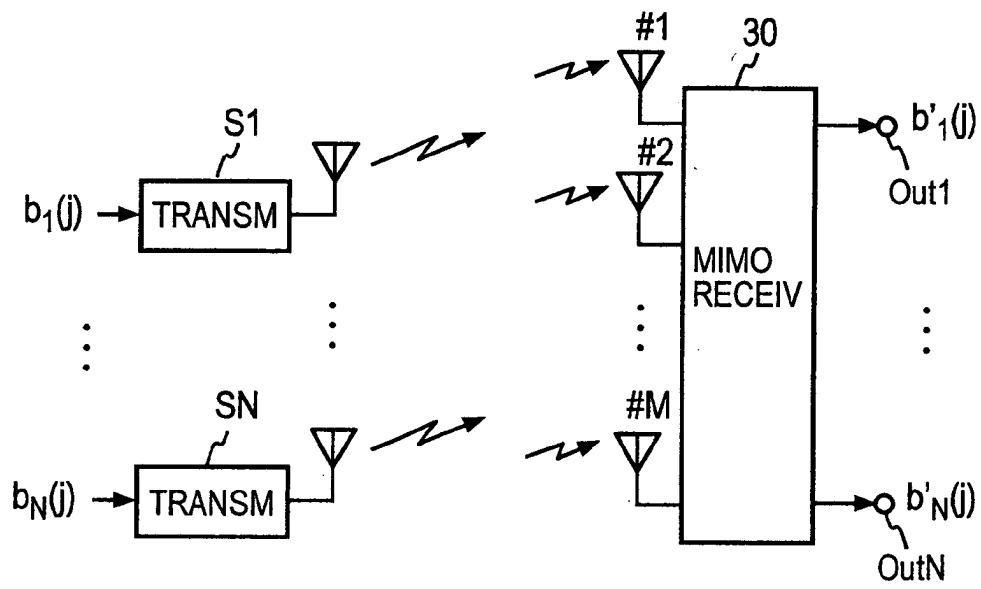 #1
30
S1
b'1(j)
#2
Out1
b1(j)
TRANSM
MIMO
RECEIV
SN
#M
bN(j)
TRANSM
b'N(j)
OutN